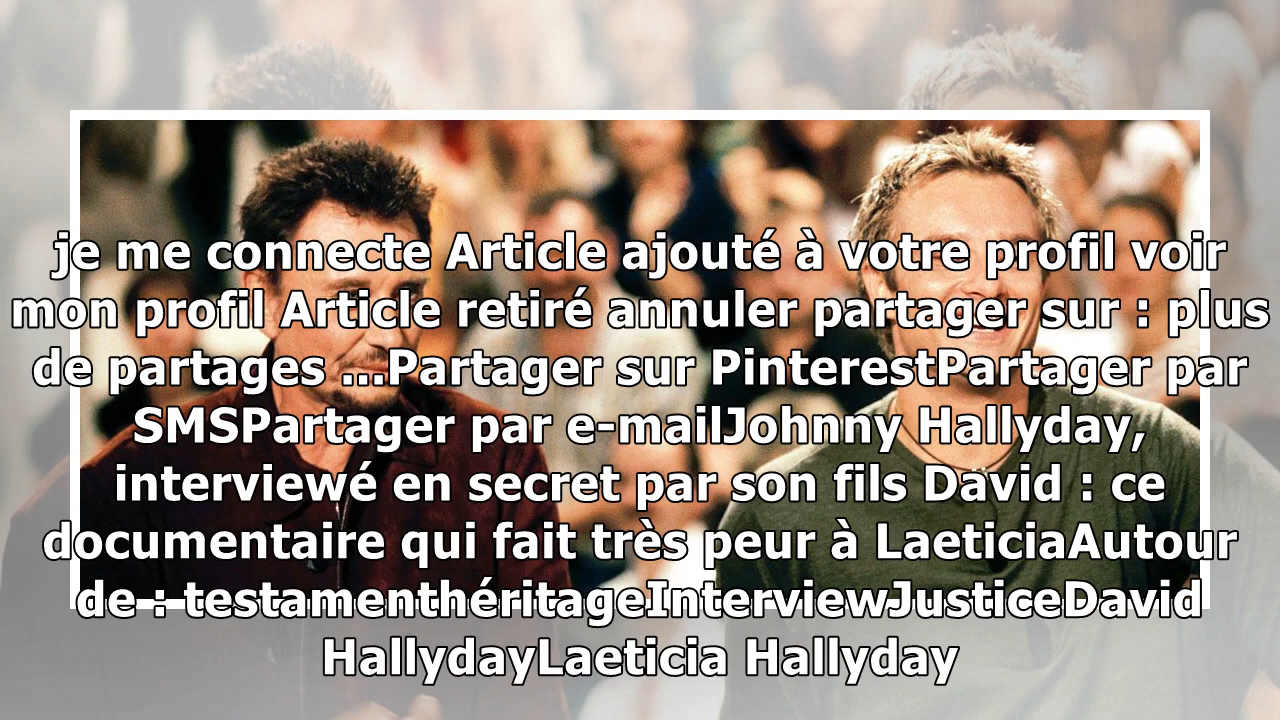 je me connecte Article ajouté à votre profil voir
mon profil Article retiré annuler partager sur : plus
de partages ...Partager sur PinterestPartager par
SMSPartager par e-mailJohnny Hallyday,
interviewé en secret par son fils David : ce
documentaire qui fait très peur à LaeticiaAutour
de : testamenthéritageInterviewJusticeDavid
HallydayLaeticia Hallyday